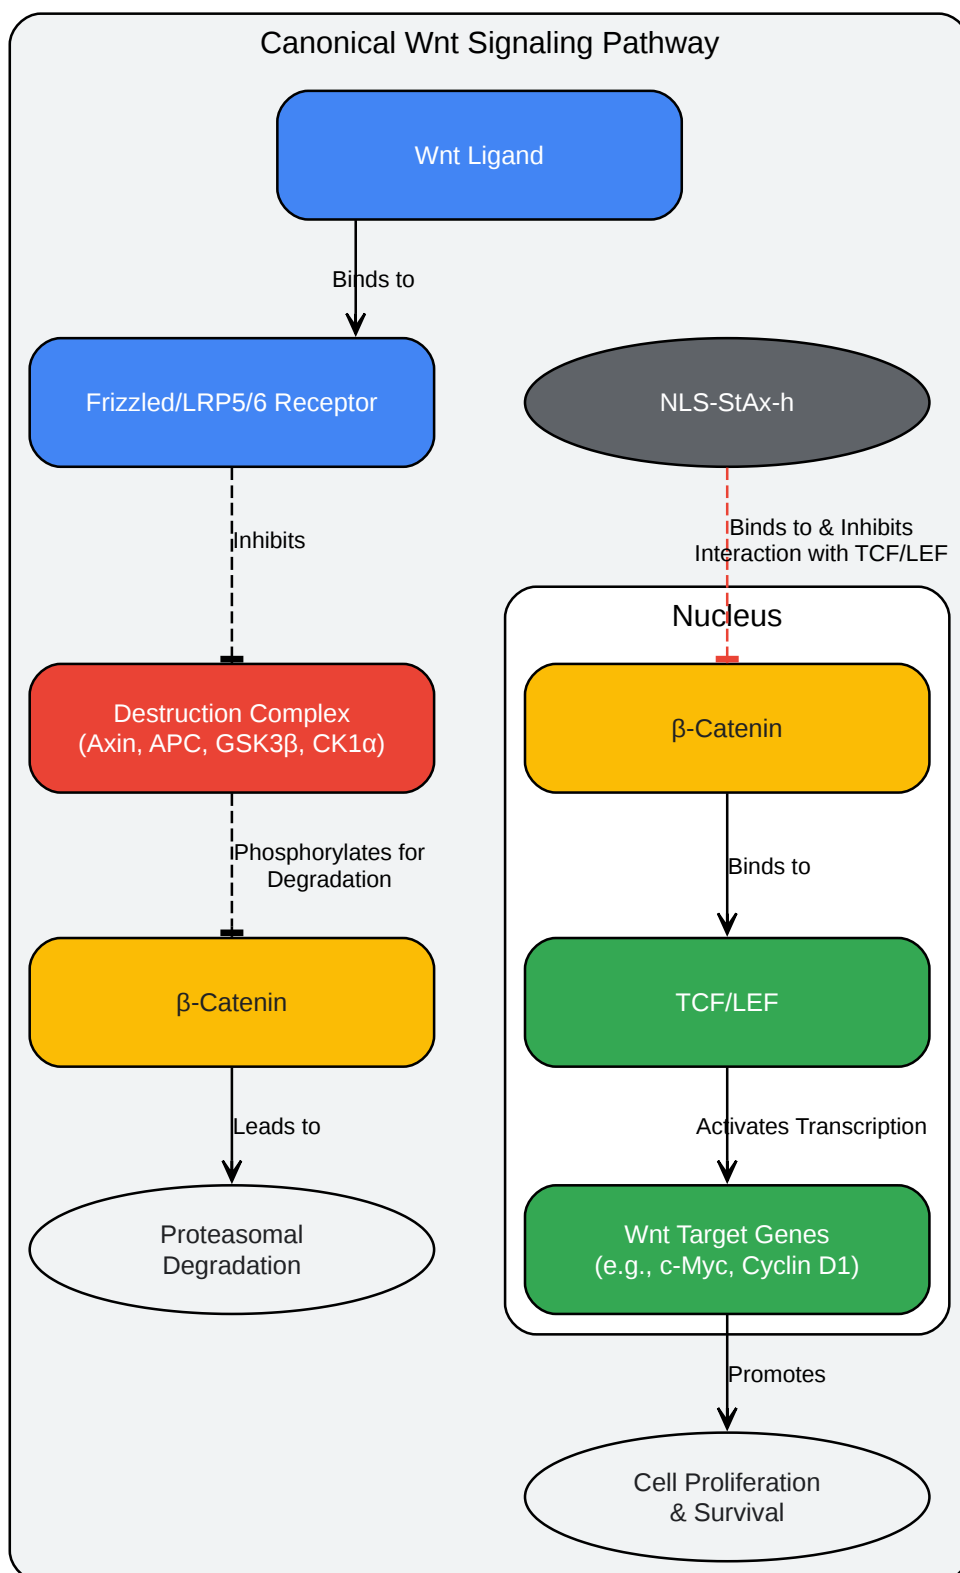 Canonical Wnt Signaling Pathway
Wnt Ligand
Binds to
Frizzled/LRP5/6 Receptor
NLS-StAx-h
Inhibits
Binds to & Inhibits
Interaction with TCF/LEF
Nucleus
Destruction Complex
(Axin, APC, GSK3β, CK1α)
β-Catenin
Phosphorylates for
Degradation
Binds to
β-Catenin
TCF/LEF
Leads to
Activates Transcription
Proteasomal
Degradation
Wnt Target Genes
(e.g., c-Myc, Cyclin D1)
Promotes
Cell Proliferation
& Survival